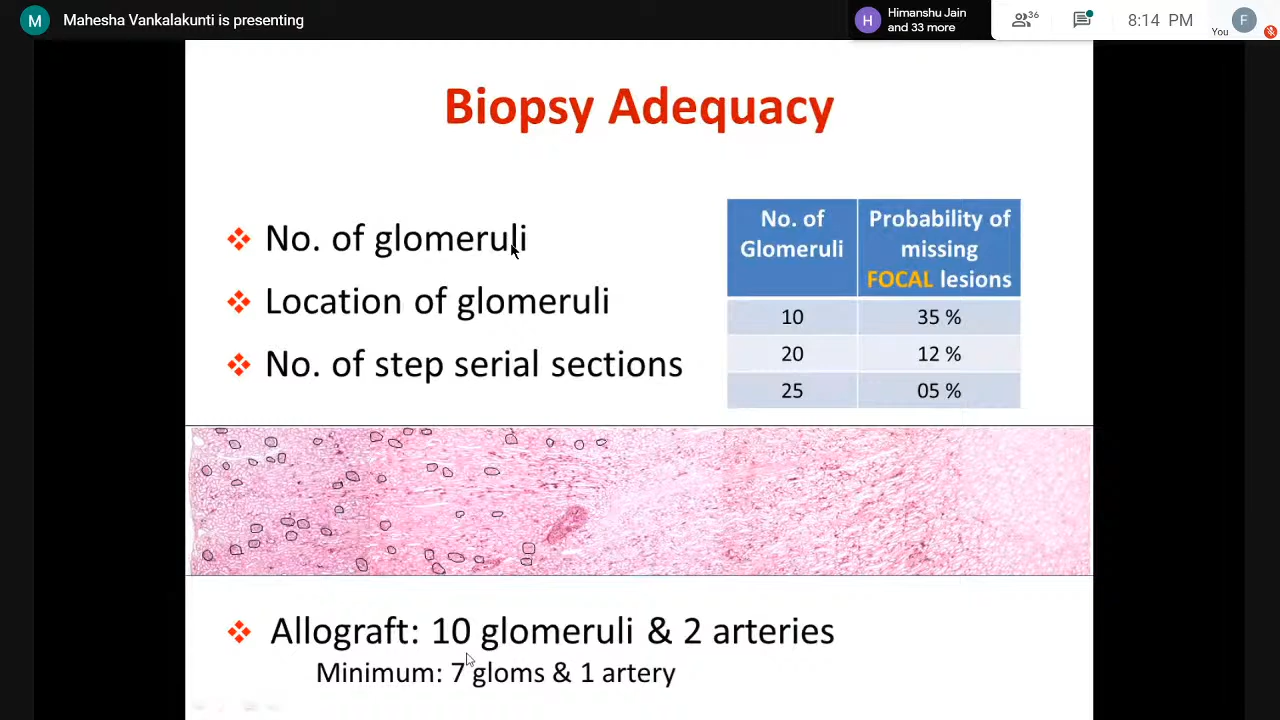 M Mahesha Vankalakunti is presenting
H Himanshu Jain
and 33 more
36
8:14 PM
You
F
Biopsy Adequacy
No. of glomeruli
Location of glomeruli
No. of step serial sections
No. of Glomeruli
Probability of missing FOCAL lesions
10 35 %
20 12 %
25 05 %
Allograft: 10 glomeruli & 2 arteries
Minimum: 7 gloms & 1 artery